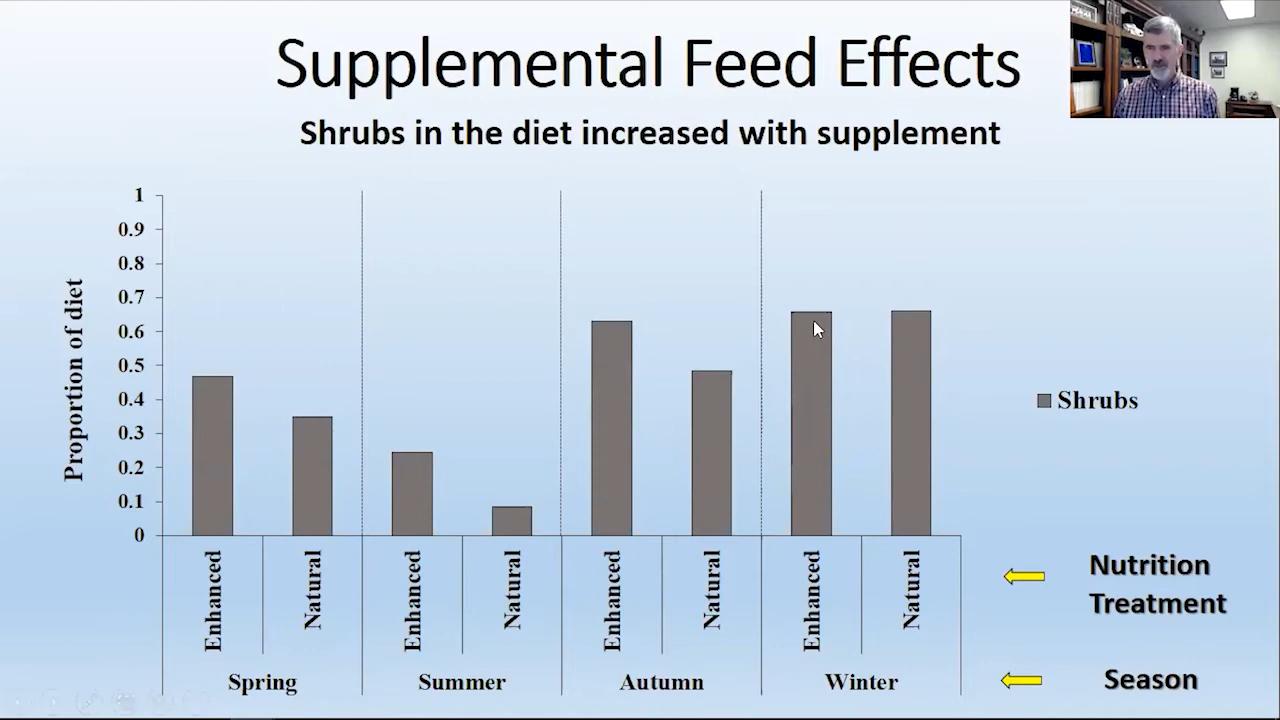 Supplemental Feed Effects
Shrubs in the diet increased with supplement
Proportion of diet
1
0.9
0.8
0.7
0.6
0.5
0.4
0.3
0.2
0.1
0
Shrubs
Enhanced
Natural
Enhanced
Natural
Enhanced
Natural
Enhanced
Natural
Nutrition
Treatment
Spring
Summer
Autumn
Winter
Season